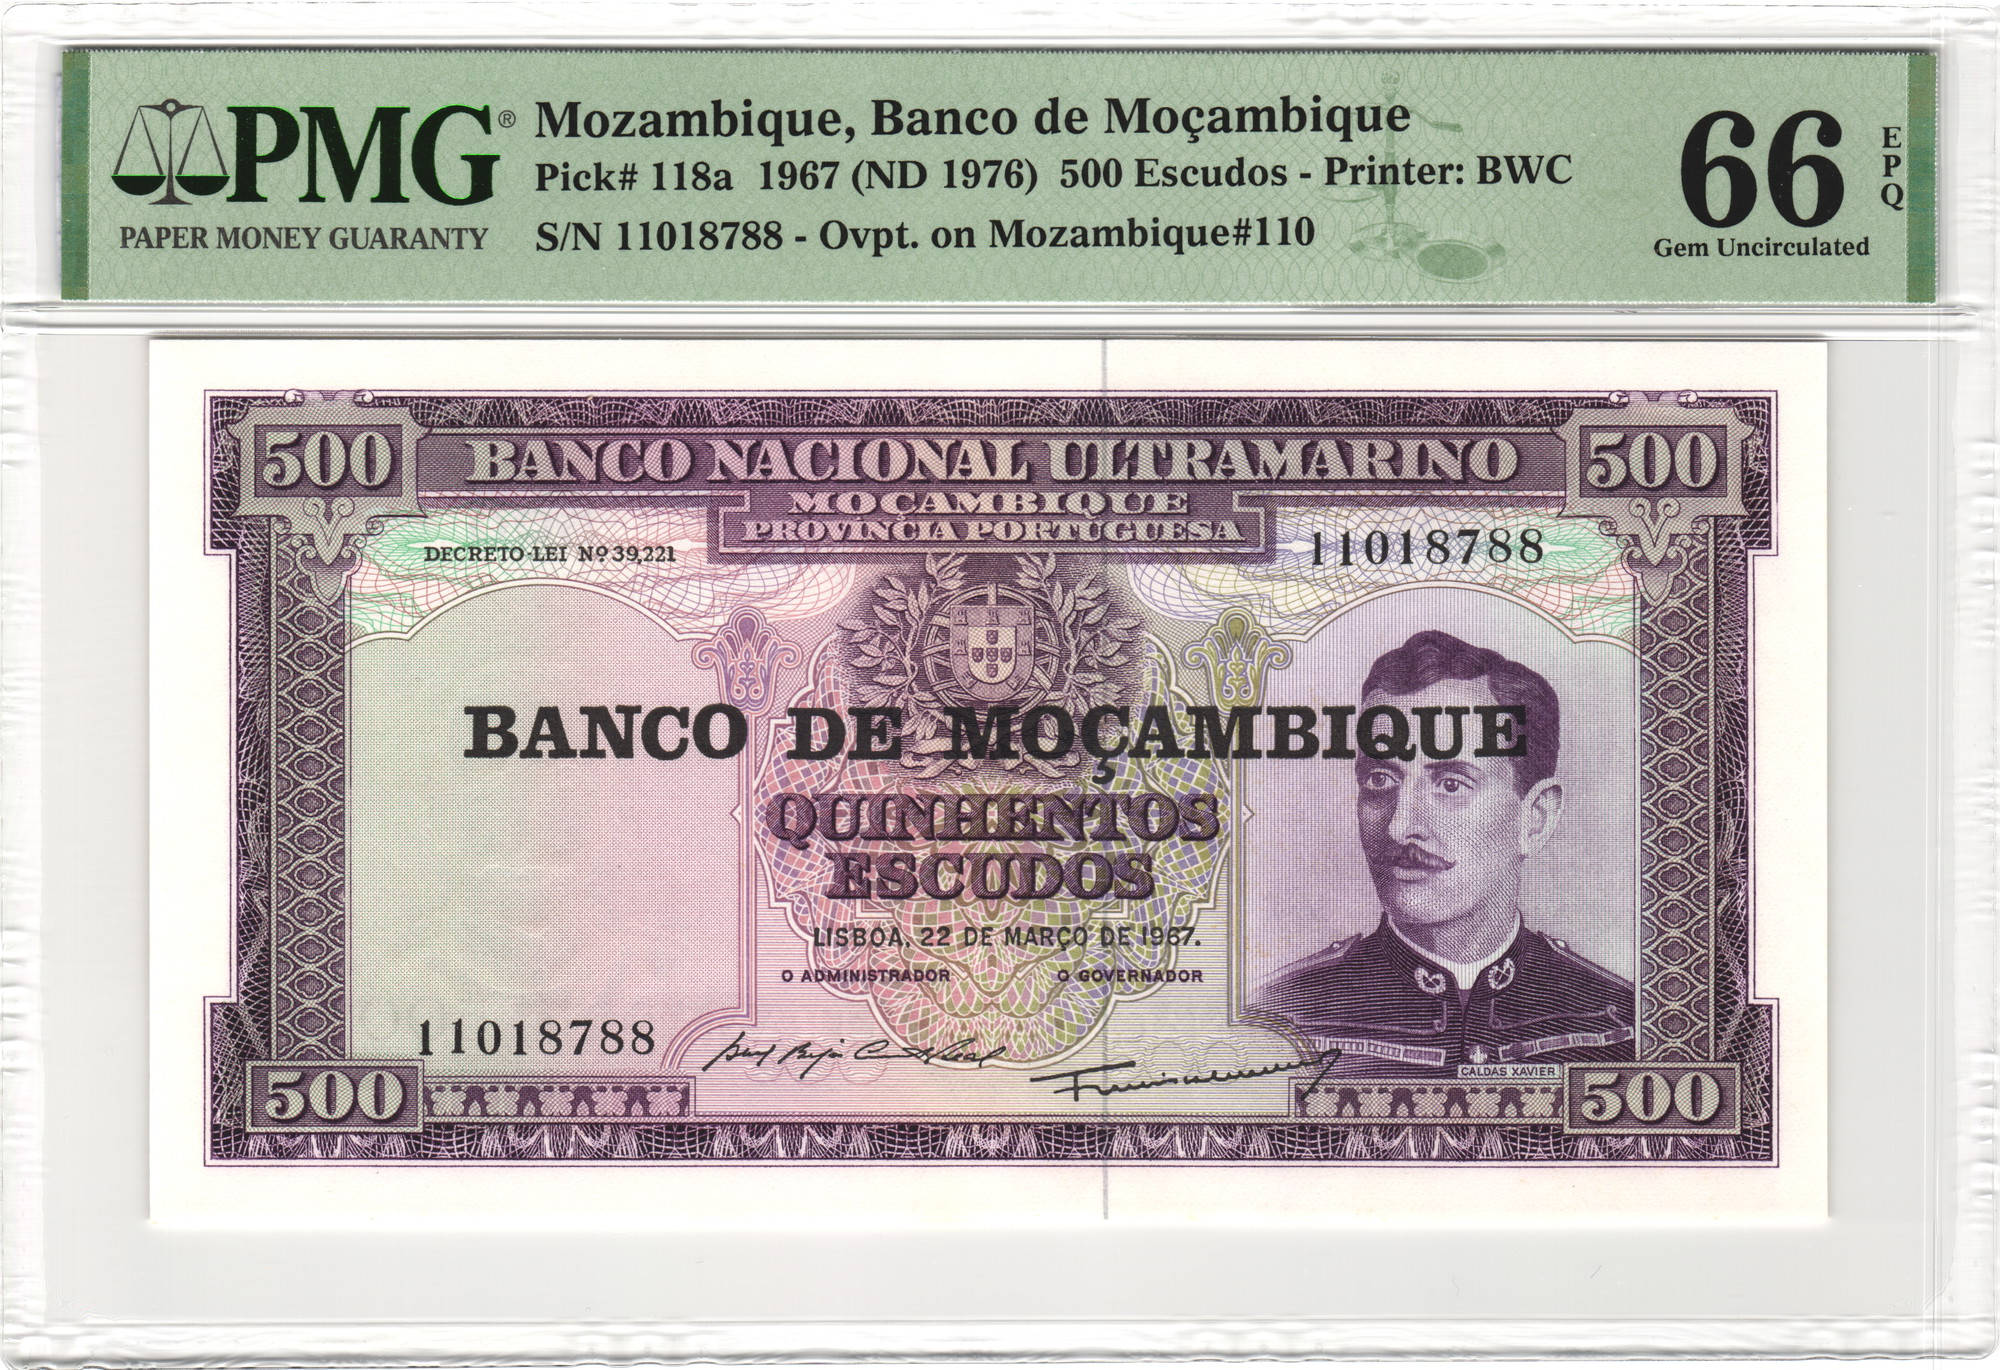 PMG®
PAPER MONEY GUARANTY
Mozambique, Banco de Moçambique
Pick# 118a 1967 (ND 1976) 500 Escudos - Printer: BWC
S/N 11018788 - Ovpt. on Mozambique#110
66
EPQ
Gem Uncirculated
500
BANCO NACIONAL ULTRAMARINO
500
MOÇAMBIQUE
PROVÍNCIA PORTUGUESA
DECRETO-LEI Nº 39,221
11018788
BANCO DE MOÇAMBIQUE
QUINHENTOS
ESCUDOS
LISBOA, 22 DE MARÇO DE 1967.
O ADMINISTRADOR
O GOVERNADOR
11018788
CALDAS XAVIER
500
500